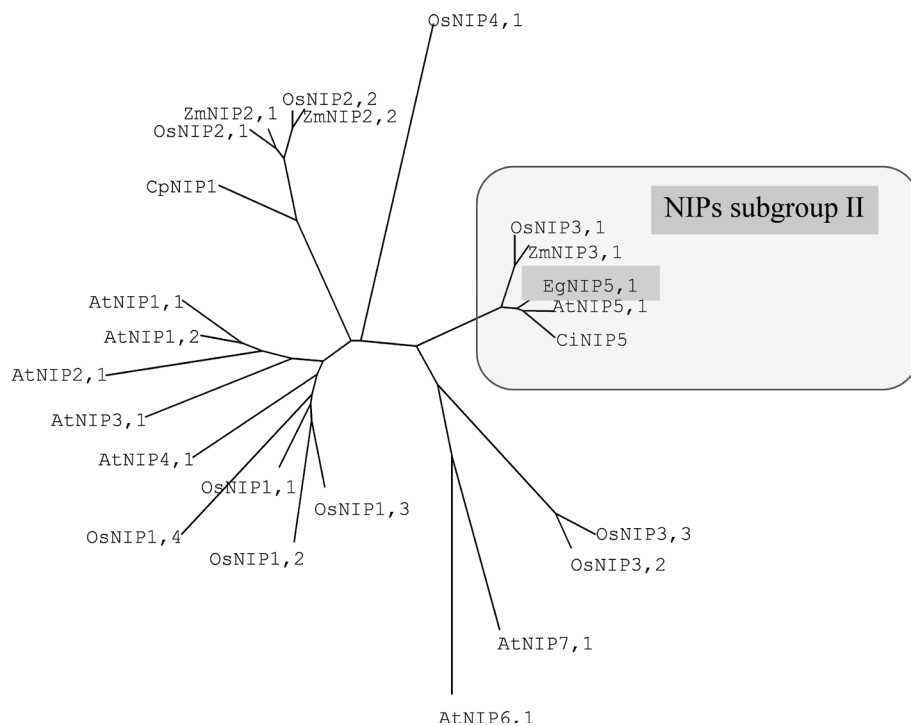 OsNIP4,1
OsNIP2,2
ZmNIP2,1
ZmNIP2,2
OsNIP2,1
CpNIP1
NIPs subgroup II
OsNIP3,1
ZmNIP3,1
EgNIP5,1
AtNIP5,1
CiNIP5
AtNIP1,1
AtNIP1,2
AtNIP2,1
AtNIP3,1
AtNIP4,1
OsNIP1,1
OsNIP1,3
OsNIP1,4
OsNIP1,2
OsNIP3,3
OsNIP3,2
AtNIP7,1
AtNIP6,1